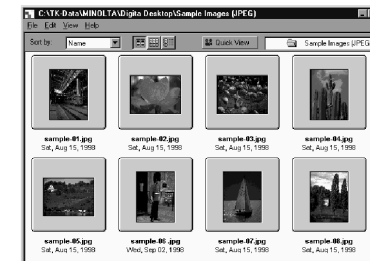 C:\TK-Data\MINOLTA\Digita Desktop\Sample Images (JPEG)
File Edit View Help
Sort by: Name Quick View Sample Images (JPEG)
sample-01.jpg sample-02.jpg sample-03.jpg sample-04.jpg
Sat, Aug 15, 1998 Sat, Aug 15, 1998 Sat, Aug 15, 1998 Sat, Aug 15, 1998
sample-05.jpg sample-06.jpg sample-07.jpg sample-08.jpg
Sat, Aug 15, 1998 Wed, Sep 02, 1998 Sat, Aug 15, 1998 Sat, Aug 15, 1998